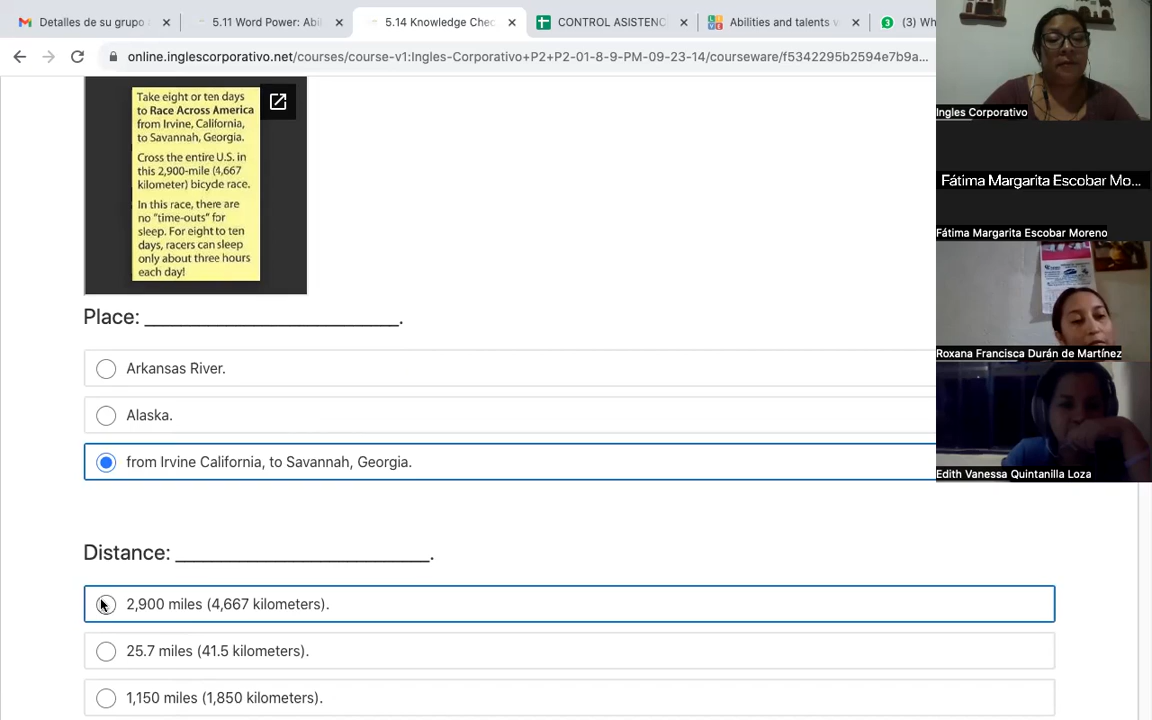 Detalles de su grupo
5.11 Word Power: Abi
5.14 Knowledge Chec
CONTROL ASISTENC
Abilities and talents v
3
(3) Wh
online.inglescorporativo.net/courses/course-v1:Ingles-Corporativo+P2+P2-01-8-9-PM-09-23-14/courseware/f5342295b2594e7b9a...
Take eight or ten days
to Race Across America
from Irvine, California,
to Savannah, Georgia.
Cross the entire U.S. in
this 2,900-mile (4,667
kilometer) bicycle race.
In this race, there are
no "time-outs" for
sleep. For eight to ten
days, racers can sleep
only about three hours
each day!
Place: ____________________________.
Arkansas River.
Alaska.
from Irvine California, to Savannah, Georgia.
Distance: ____________________________.
2,900 miles (4,667 kilometers).
25.7 miles (41.5 kilometers).
1,150 miles (1,850 kilometers).
Ingles Corporativo
Fátima Margarita Escobar Mo...
Fátima Margarita Escobar Moreno
Roxana Francisca Durán de Martínez
Edith Vanessa Quintanilla Loza